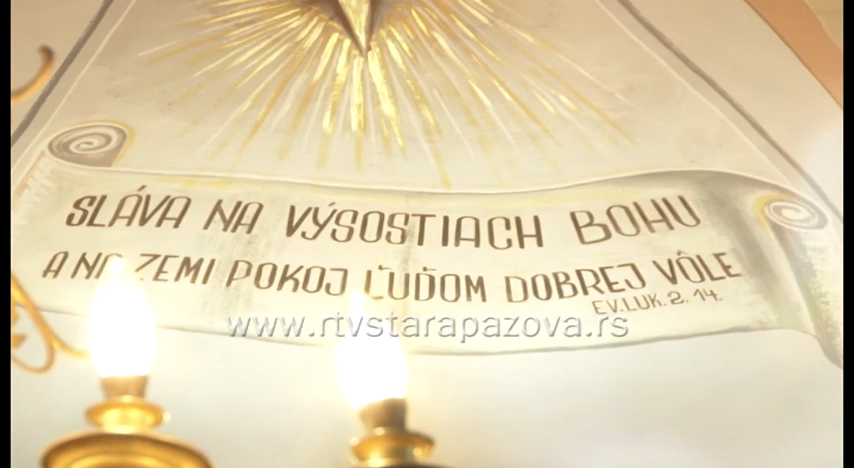 SLÁVA NA VÝSOSTIACH BOHU
A NA ZEMI POKOJ ĽUĎOM DOBREJ VÔLE
EV.LUK. 2. 14.
www.rtvstarapazova.rs